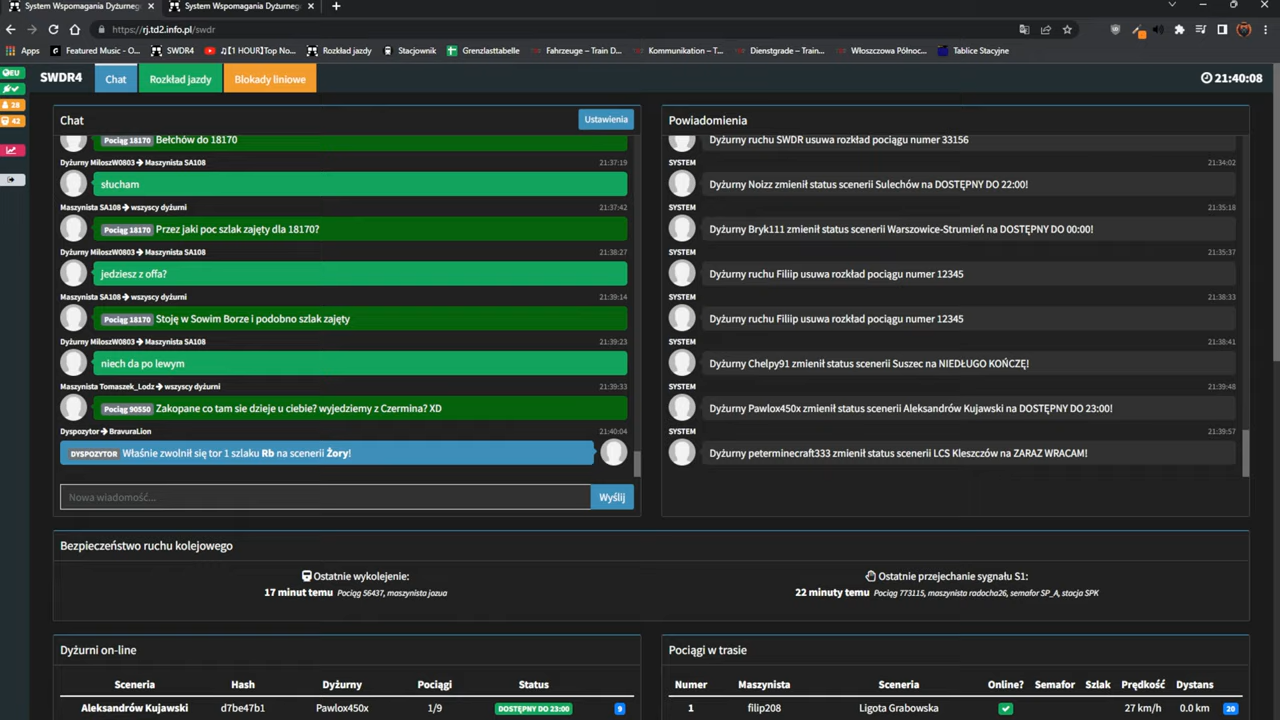 System Wspomagania Dyżurneg
System Wspomagania Dyżurneg
https://rj.td2.info.pl/swdr
Apps
Featured Music - O...
SWDR4
[1 HOUR]Top No...
Rozkład jazdy
Stacjownik
Grenzlasttabelle
Fahrzeuge – Train D...
Kommunikation – T...
Dienstgrade – Train...
Włoszczowa Północ...
Tablice Stacyjne
EU
28
42
SWDR4
Chat
Rozkład jazdy
Blokady liniowe
21:40:08
Chat
Ustawienia
Pociąg 18170 Bełchów do 18170
Dyżurny MiloszW0803 → Maszynista SA108
21:37:19
słucham
Maszynista SA108 → wszyscy dyżurni
21:37:42
Pociąg 18170 Przez jaki poc szlak zajęty dla 18170?
Dyżurny MiloszW0803 → Maszynista SA108
21:38:27
jedziesz z offa?
Maszynista SA108 → wszyscy dyżurni
21:39:14
Pociąg 18170 Stoję w Sowim Borze i podobno szlak zajęty
Dyżurny MiloszW0803 → Maszynista SA108
21:39:23
niech da po lewym
Maszynista Tomaszek_Lodz → wszyscy dyżurni
21:39:33
Pociąg 90550 Zakopane co tam sie dzieje u ciebie? wyjedziemy z Czermina? XD
Dyspozytor → BravuraLion
21:40:04
DYSPOZYTOR Właśnie zwolnił się tor 1 szlaku Rb na scenerii Żory!
Nowa wiadomość...
Wyślij
Powiadomienia
Dyżurny ruchu SWDR usuwa rozkład pociągu numer 33156
SYSTEM
21:34:02
Dyżurny Noizz zmienił status scenerii Sulechów na DOSTĘPNY DO 22:00!
SYSTEM
21:35:18
Dyżurny Bryk111 zmienił status scenerii Warszowice-Strumień na DOSTĘPNY DO 00:00!
SYSTEM
21:35:37
Dyżurny ruchu Filiip usuwa rozkład pociągu numer 12345
SYSTEM
21:38:33
Dyżurny ruchu Filiip usuwa rozkład pociągu numer 12345
SYSTEM
21:38:41
Dyżurny Chelpy91 zmienił status scenerii Suszec na NIEDŁUGO KOŃCZĘ!
SYSTEM
21:39:48
Dyżurny Pawlox450x zmienił status scenerii Aleksandrów Kujawski na DOSTĘPNY DO 23:00!
SYSTEM
21:39:57
Dyżurny peterminecraft333 zmienił status scenerii LCS Kleszczów na ZARAZ WRACAM!
Bezpieczeństwo ruchu kolejowego
Ostatnie wykolejenie:
17 minut temu Pociąg 56437, maszynista jazua
Ostatnie przejechanie sygnału S1:
22 minuty temu Pociąg 773115, maszynista radocha26, semafor SP_A, stacja SPK
Dyżurni on-line
Sceneria Hash Dyżurny Pociągi Status
Aleksandrów Kujawski d7be47b1 Pawlox450x 1/9 DOSTĘPNY DO 23:00 9
Pociągi w trasie
Numer Maszynista Sceneria Online? Semafor Szlak Prędkość Dystans
1 filip208 Ligota Grabowska 27 km/h 0.0 km 20